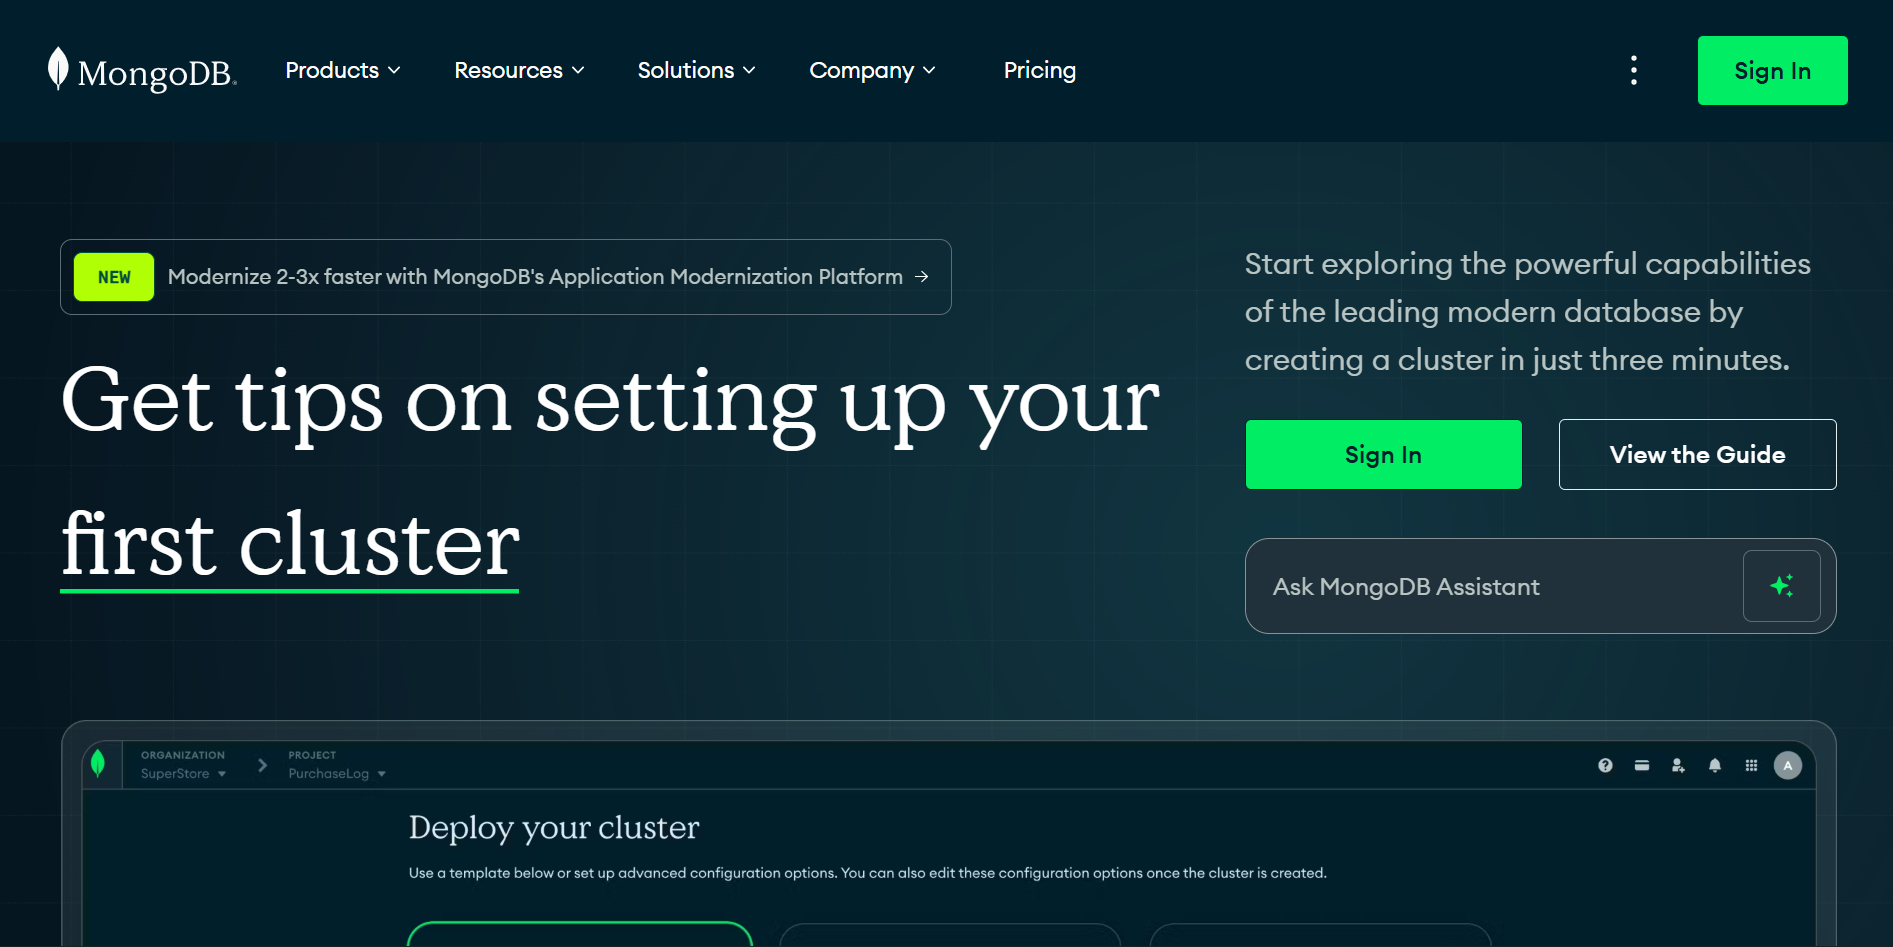 MongoDB
Products
Resources
Solutions
Company
Pricing
Sign In
NEW Modernize 2-3x faster with MongoDB's Application Modernization Platform →
Get tips on setting up your
first cluster
Start exploring the powerful capabilities
of the leading modern database by
creating a cluster in just three minutes.
Sign In
View the Guide
Ask MongoDB Assistant
ORGANIZATION
SuperStore
PROJECT
PurchaseLog
A
Deploy your cluster
Use a template below or set up advanced configuration options. You can also edit these configuration options once the cluster is created.